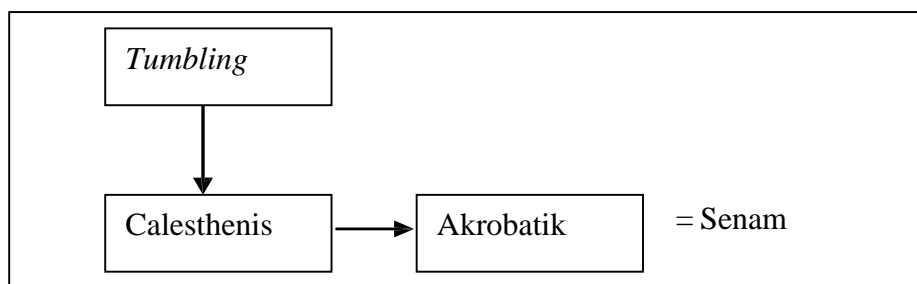 Tumbling
Calesthenis
Akrobatik
= Senam